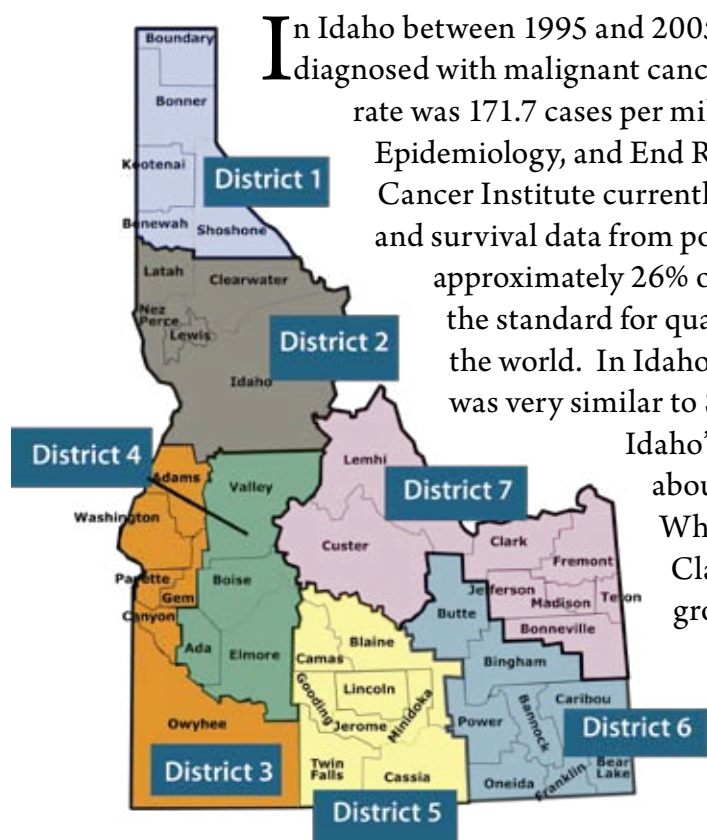 In Idaho between 1995 and 2005
diagnosed with malignant canc
rate was 171.7 cases per mil
Epidemiology, and End R
Cancer Institute currentl
and survival data from po
approximately 26% o
the standard for qua
the world. In Idaho
was very similar to S
Idaho'
abou
Wh
Cla
gro
Boundary
Bonner
Kootenai
District 1
Benewah
Shoshone
Latah
Clearwater
Nez
Perce
Lewis
District 2
Idaho
District 4
Adams
Valley
Lemhi
District 7
Washington
Custer
Clark
Fremont
Payette
Boise
Gem
Jefferson
Madison
Teton
Canyon
Butte
Bonneville
Ada
Elmore
Blaine
Camas
Bingham
Lincoln
Gooding
Minidoka
Jerome
Caribou
Power
Bannock
District 6
Owyhee
District 3
Twin
Falls
Cassia
Oneida
Franklin
Bear
Lake
District 5